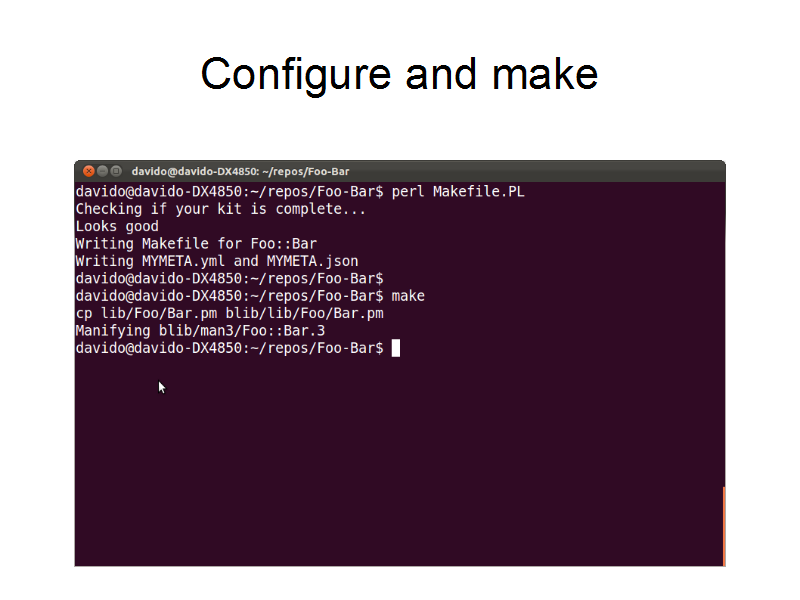 Configure and make
davido@davido-DX4850: ~/repos/Foo-Bar
davido@davido-DX4850:~/repos/Foo-Bar$ perl Makefile.PL
Checking if your kit is complete...
Looks good
Writing Makefile for Foo::Bar
Writing MYMETA.yml and MYMETA.json
davido@davido-DX4850:~/repos/Foo-Bar$
davido@davido-DX4850:~/repos/Foo-Bar$ make
cp lib/Foo/Bar.pm blib/lib/Foo/Bar.pm
Manifying blib/man3/Foo::Bar.3
davido@davido-DX4850:~/repos/Foo-Bar$